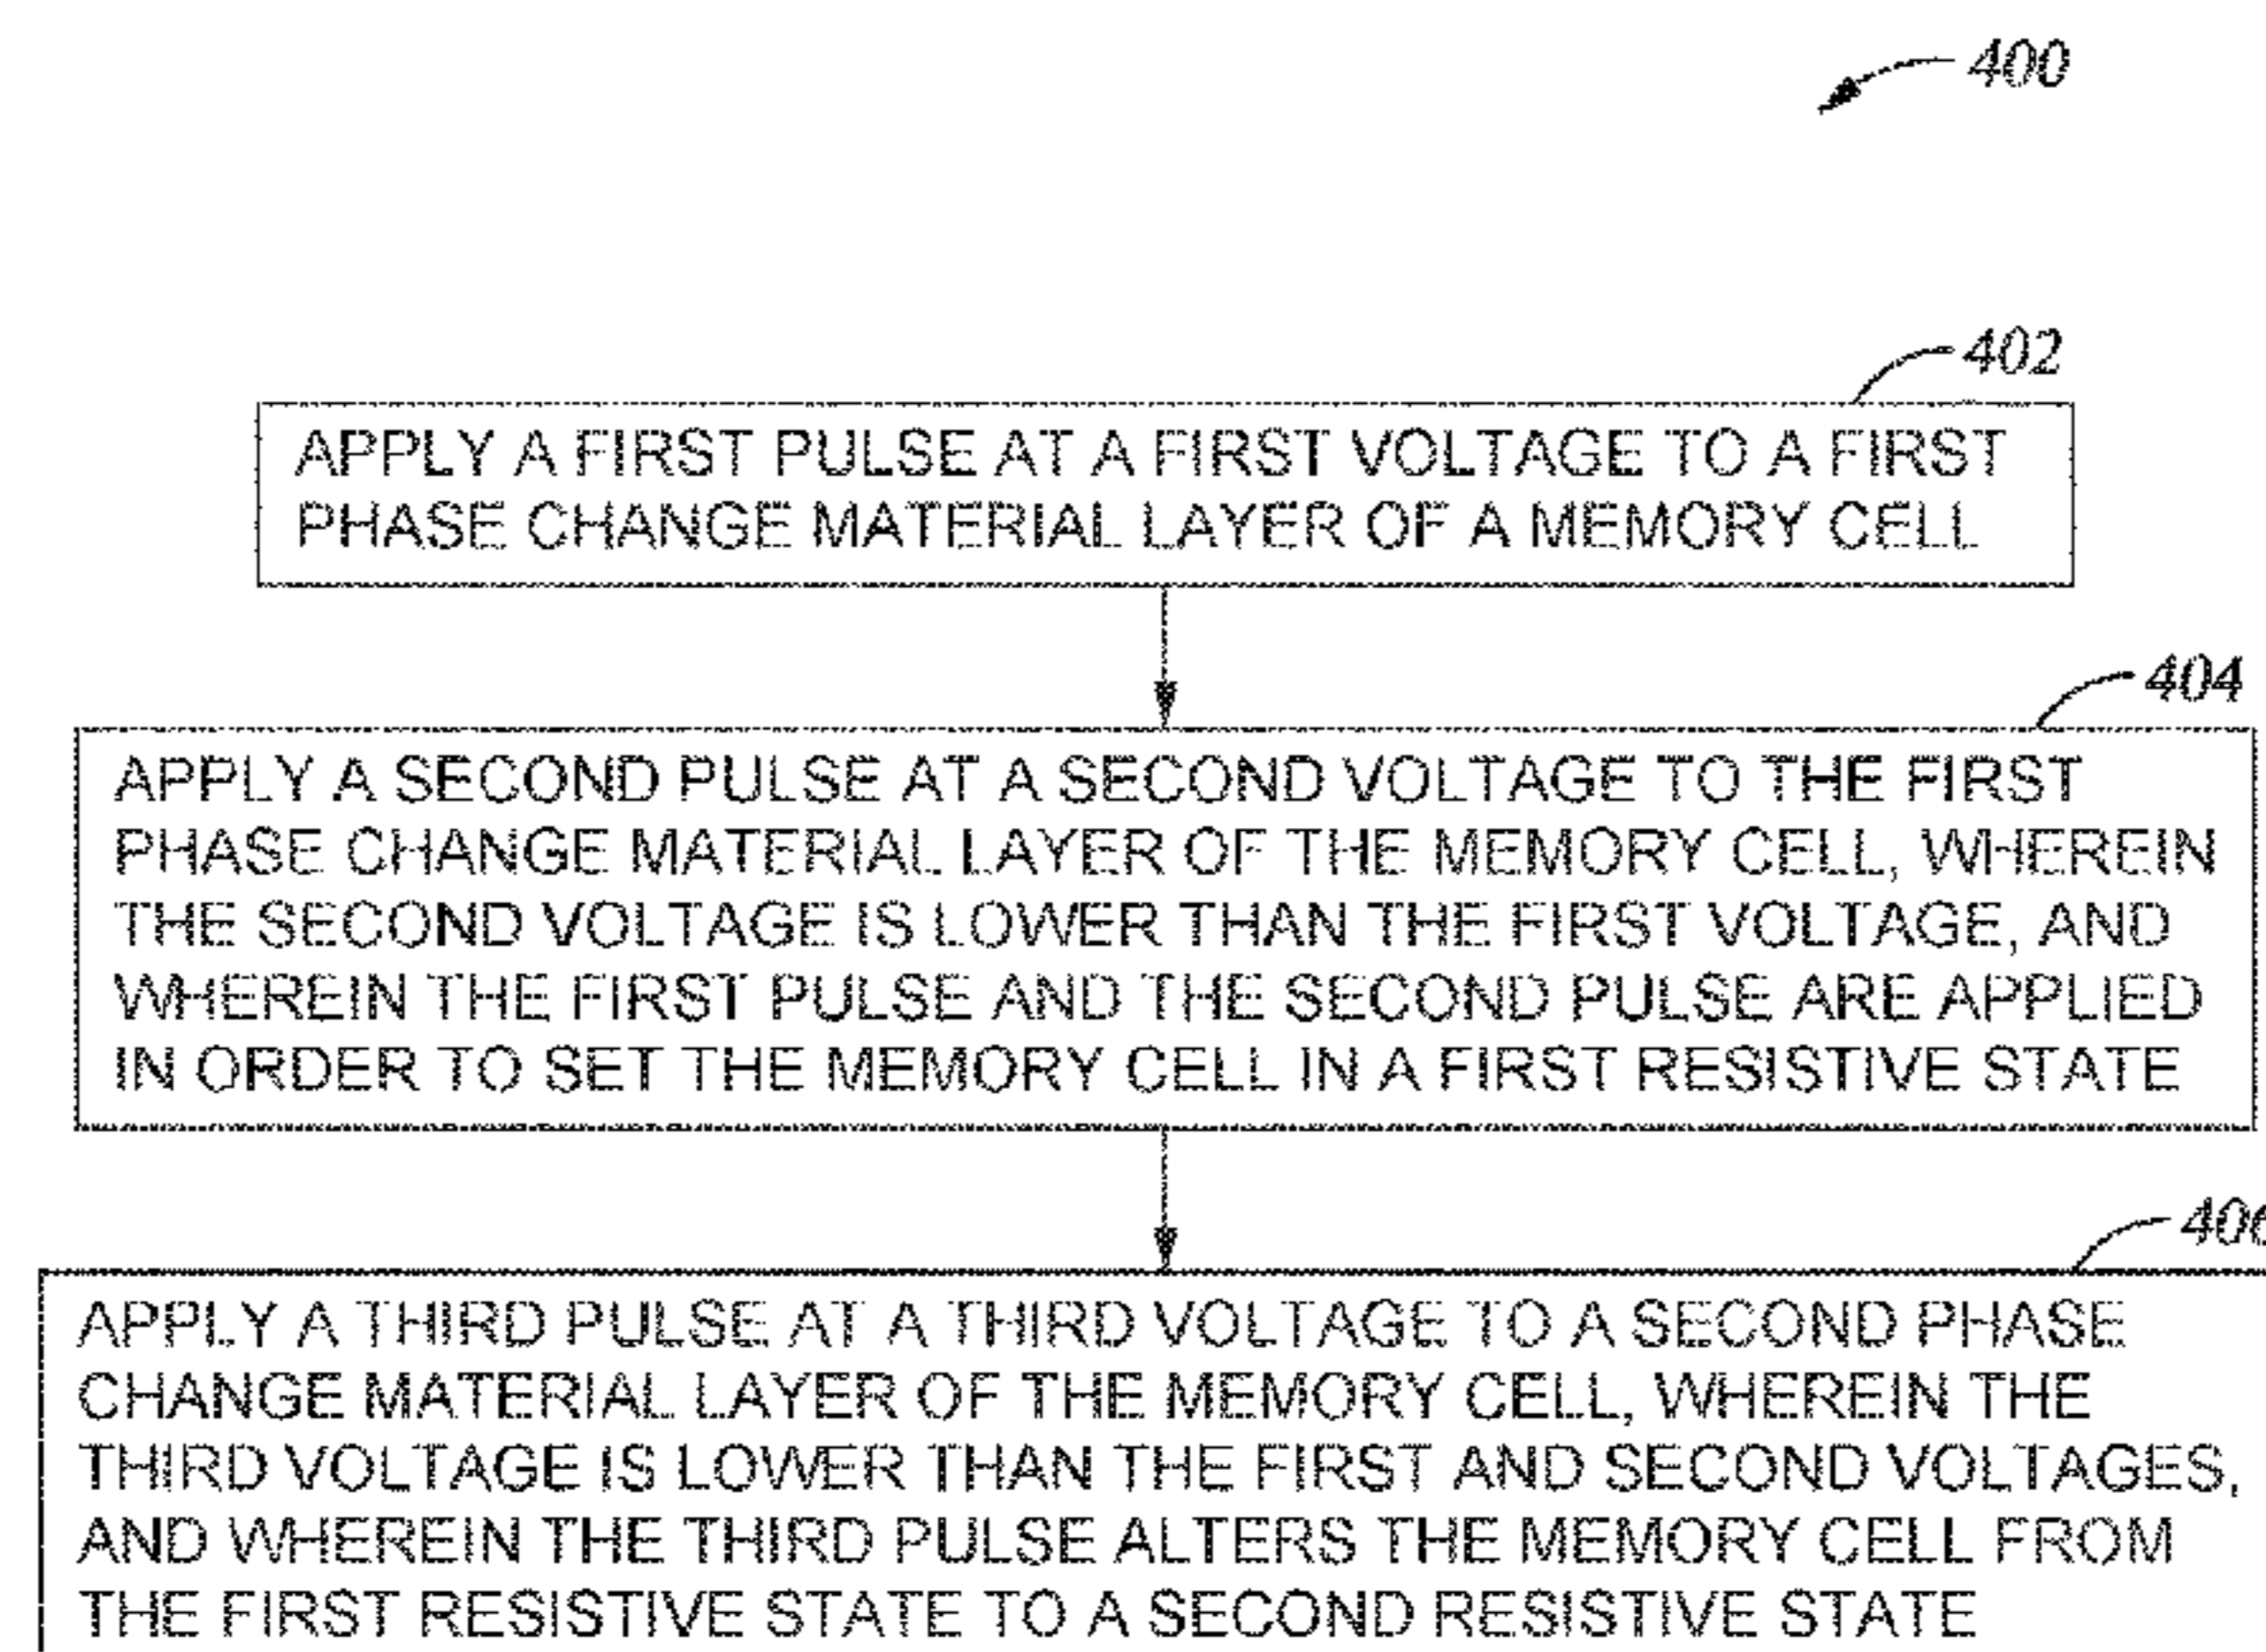 400
402
APPLY A FIRST PULSE AT A FIRST VOLTAGE TO A FIRST
PHASE CHANGE MATERIAL LAYER OF A MEMORY CELL
404
APPLY A SECOND PULSE AT A SECOND VOLTAGE TO THE FIRST
PHASE CHANGE MATERIAL LAYER OF THE MEMORY CELL, WHEREIN
THE SECOND VOLTAGE IS LOWER THAN THE FIRST VOLTAGE, AND
WHEREIN THE FIRST PULSE AND THE SECOND PULSE ARE APPLIED
IN ORDER TO SET THE MEMORY CELL IN A FIRST RESISTIVE STATE
406
APPLY A THIRD PULSE AT A THIRD VOLTAGE TO A SECOND PHASE
CHANGE MATERIAL LAYER OF THE MEMORY CELL, WHEREIN THE
THIRD VOLTAGE IS LOWER THAN THE FIRST AND SECOND VOLTAGES,
AND WHEREIN THE THIRD PULSE ALTERS THE MEMORY CELL FROM
THE FIRST RESISTIVE STATE TO A SECOND RESISTIVE STATE